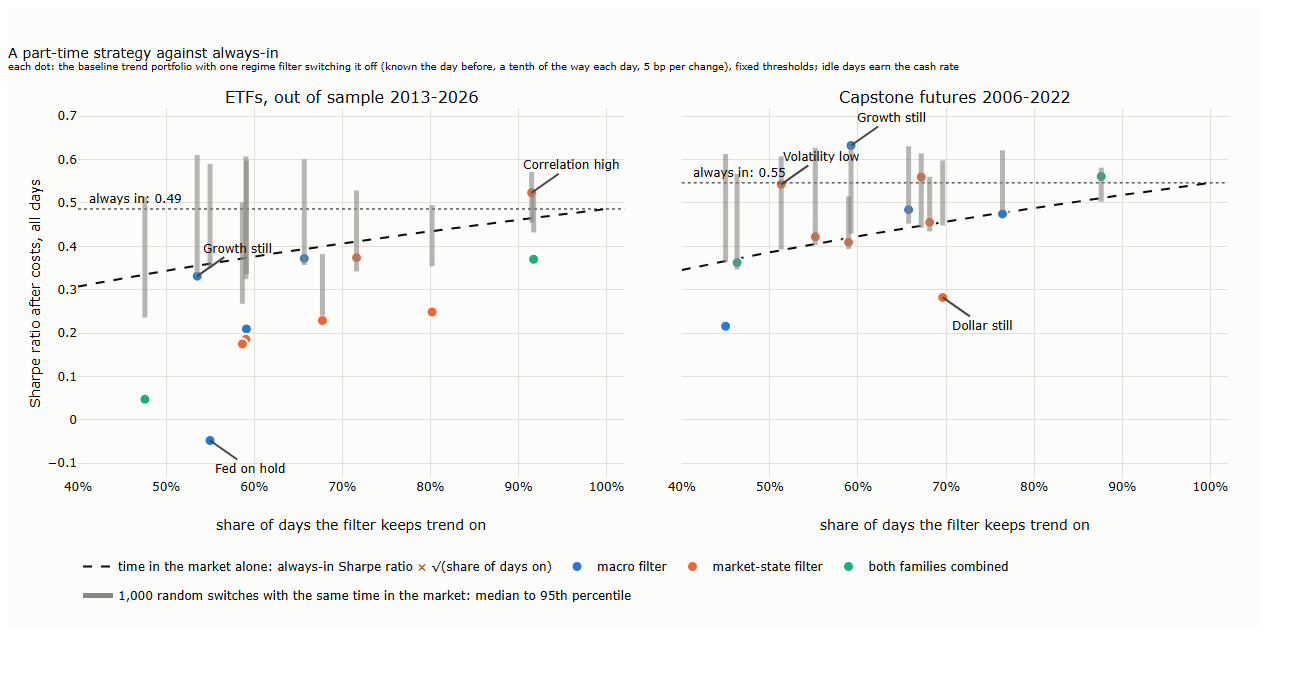 A part-time strategy against always-in
each dot: the baseline trend portfolio with one regime filter switching it off (known the day before, a tenth of the way each day, 5 bp per change), fixed thresholds; idle days earn the cash rate
ETFs, out of sample 2013-2026
Sharpe ratio after costs, all days
0.7
0.6
0.5
0.4
0.3
0.2
0.1
0
−0.1
Correlation high
always in: 0.49
Growth still
Fed on hold
40%
50%
60%
70%
80%
90%
100%
share of days the filter keeps trend on
Capstone futures 2006-2022
Growth still
Volatility low
always in: 0.55
Dollar still
40%
50%
60%
70%
80%
90%
100%
share of days the filter keeps trend on
time in the market alone: always-in Sharpe ratio × √(share of days on)
macro filter
market-state filter
both families combined
1,000 random switches with the same time in the market: median to 95th percentile